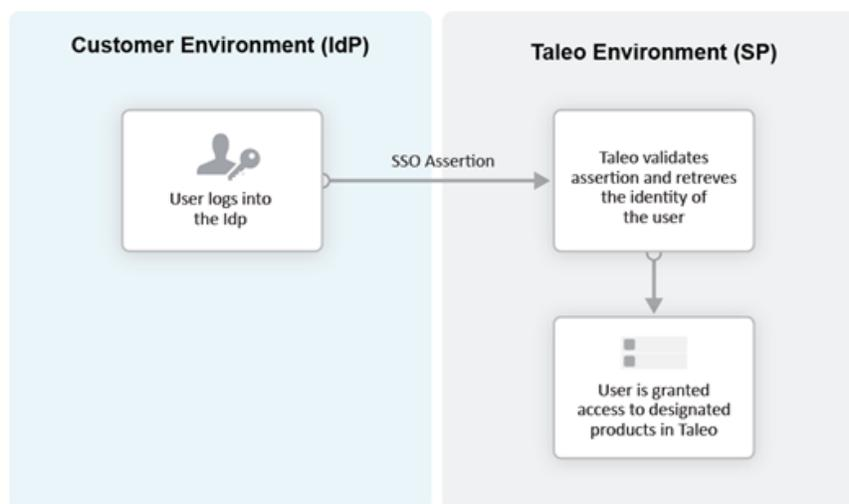 Customer Environment (IdP)
Taleo Environment (SP)
User logs into
the Idp
SSO Assertion
Taleo validates
assertion and retreves
the identity of
the user
User is granted
access to designated
products in Taleo